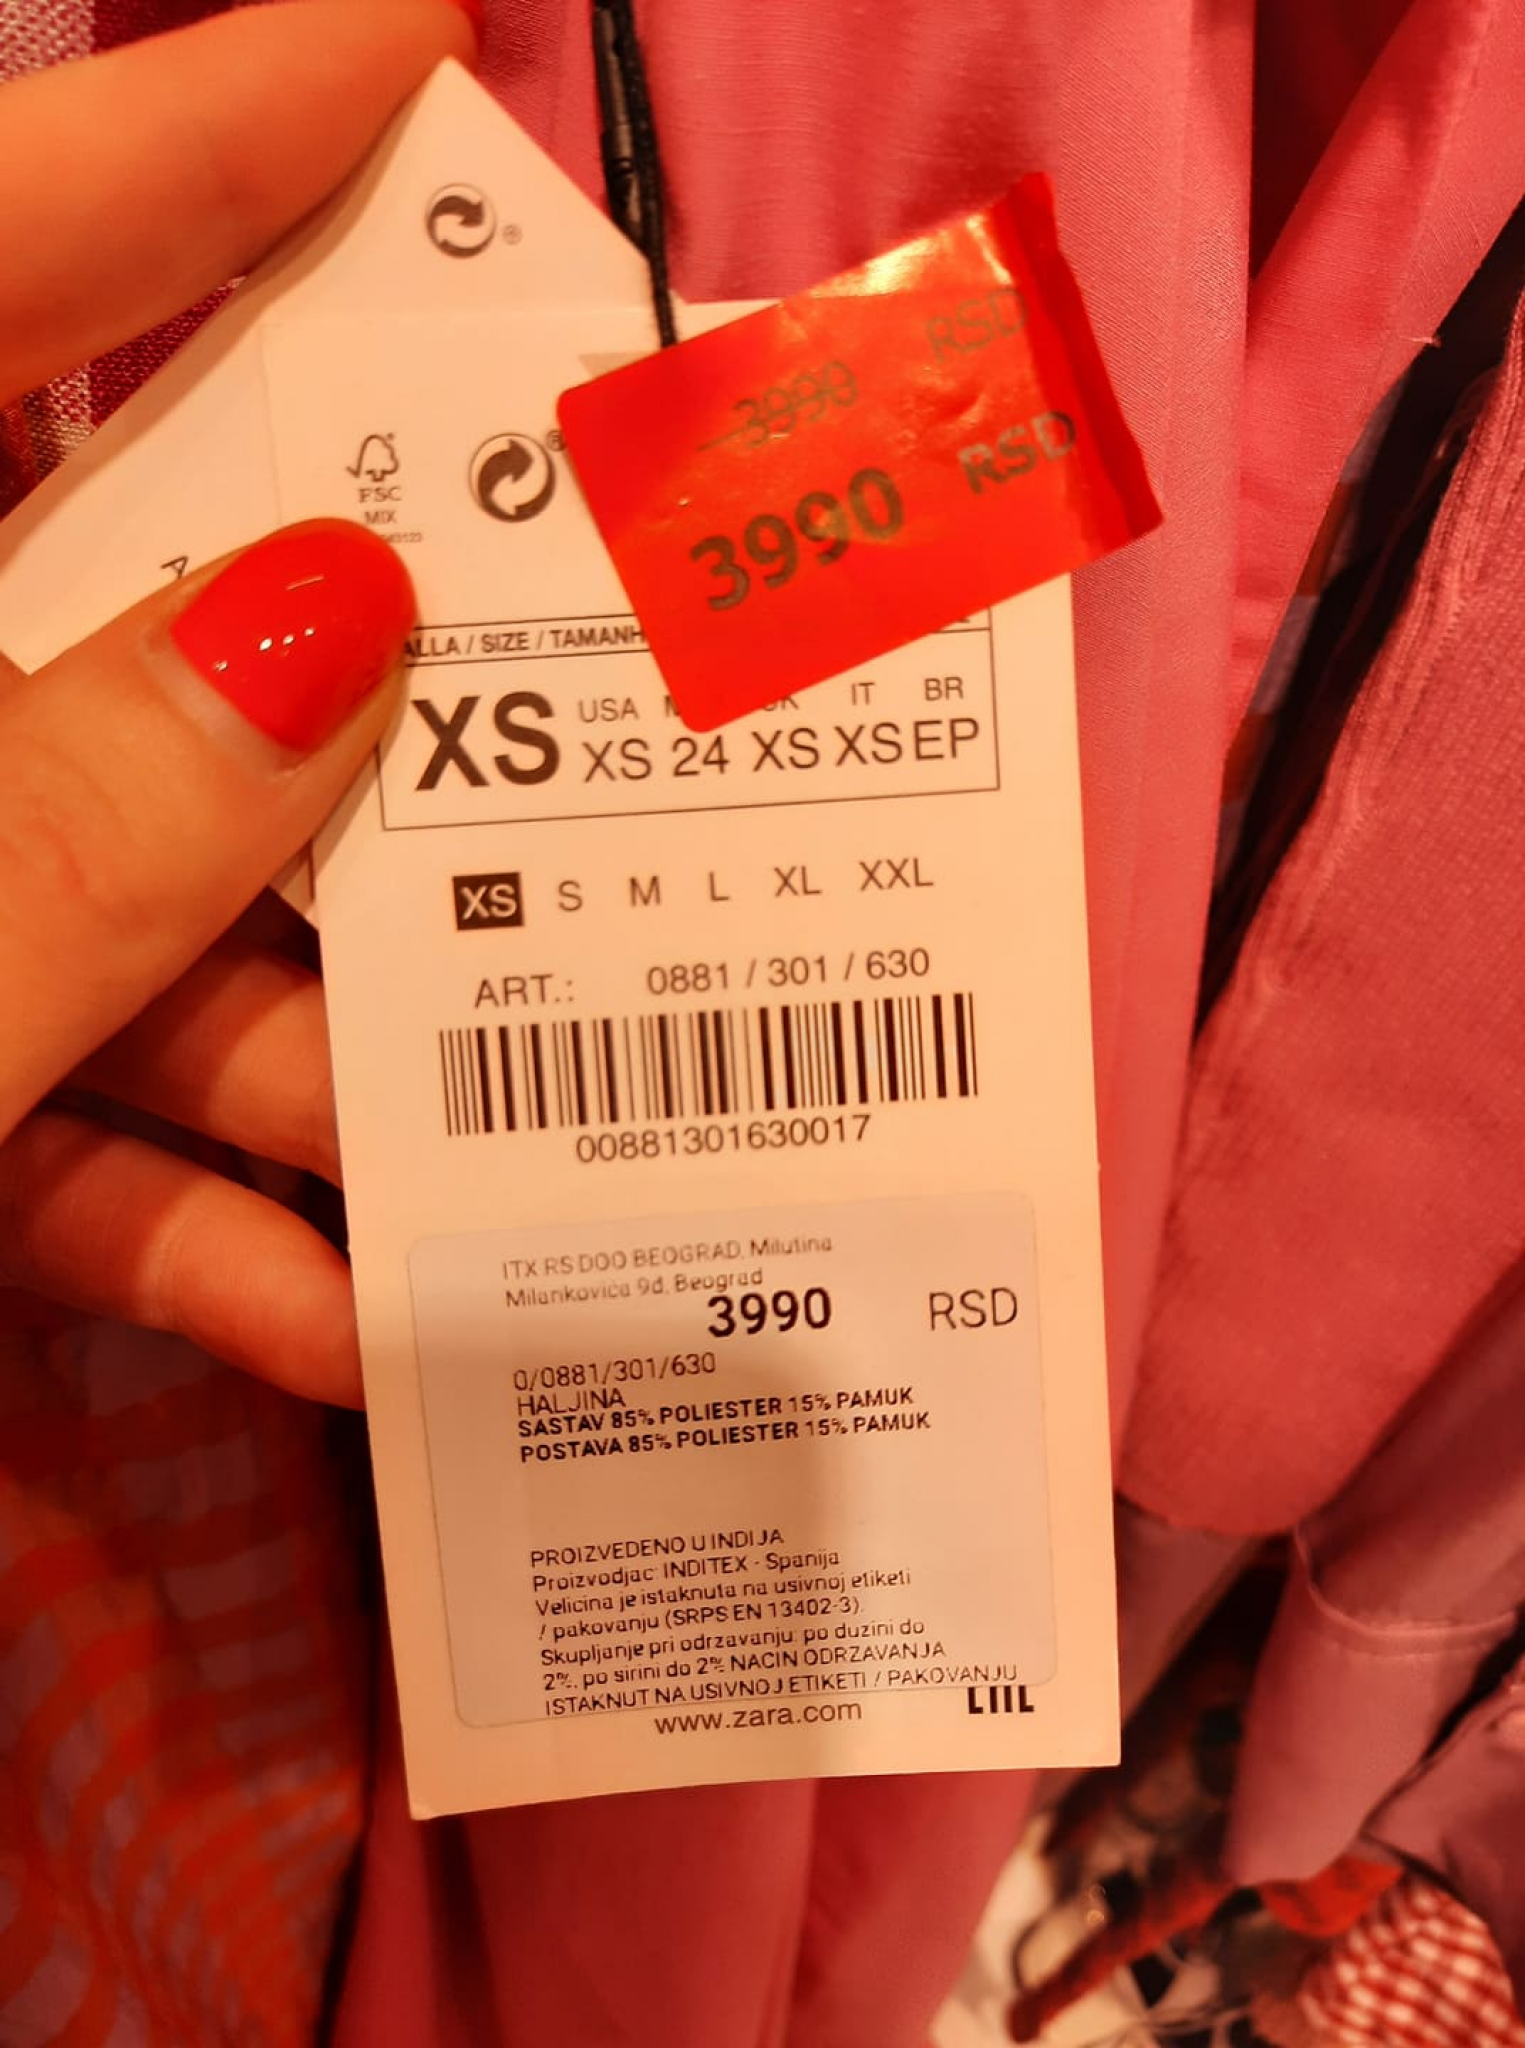 ®
3990 RSD
3990 RSD
FSC
MIX
®
ALLA / SIZE / TAMANH
USA IT BR
XS XS 24 XS XS EP
XS S M L XL XXL
ART.: 0881 / 301 / 630
00881301630017
ITX RS DOO BEOGRAD, Milutina
Milankovica 9d, Beograd
3990 RSD
0/0881/301/630
HALJINA
SASTAV 85% POLIESTER 15% PAMUK
POSTAVA 85% POLIESTER 15% PAMUK
PROIZVEDENO U INDIJA
Proizvodjac: INDITEX - Spanija
Velicina je istaknuta na usivnoj etiketi
/ pakovanju (SRPS EN 13402-3).
Skupljanje pri odrzavanju: po duzini do
2%, po sirini do 2% NACIN ODRZAVANJA
ISTAKNUT NA USIVNOJ ETIKETI / PAKOVANJU
www.zara.com